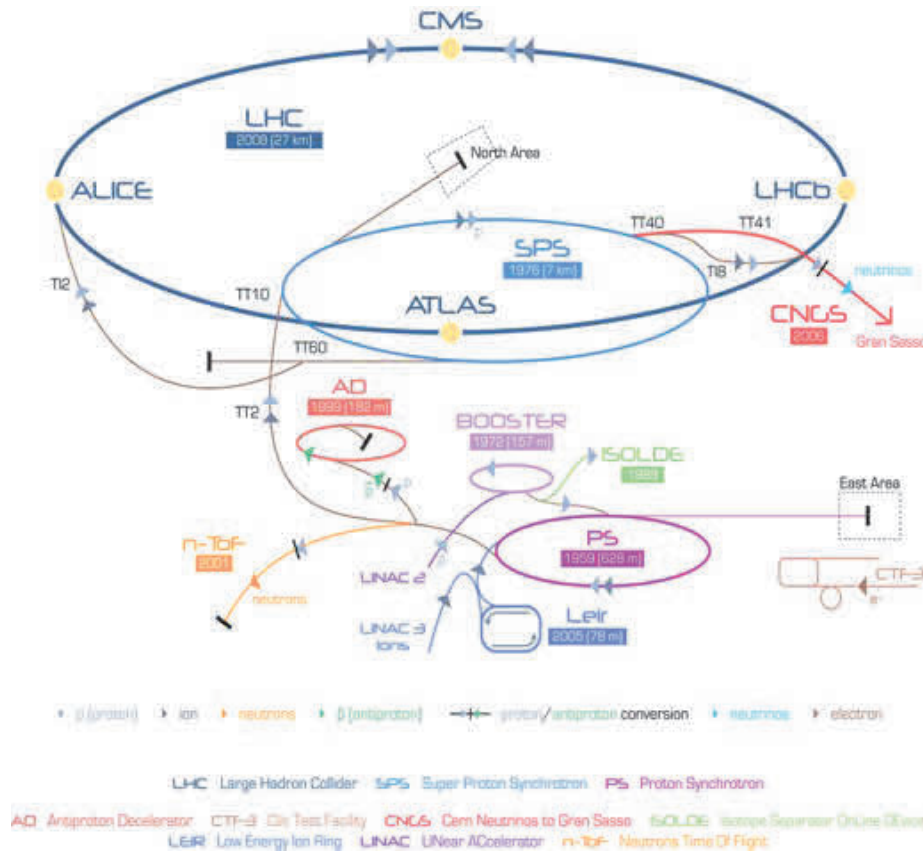 CMS
LHC
2008 (27 km)
North Area
ALICE
LHCb
TT40
TT41
SPS
1976 (7 km)
TI8
TI2
TT10
ATLAS
neutrinos
CNGS
2006
Gran Sasso
TT60
AD
1999 (182 m)
TT2
BOOSTER
1972 (157 m)
ISOLDE
1989
East Area
n-ToF
2001
PS
1959 (628 m)
LINAC 2
CTF-3
e-
neutrons
LINAC 3
Ions
Leir
2005 (78 m)
p (proton) ion neutrons p̄ (antiproton) proton/antiproton conversion neutrinos electron
LHC Large Hadron Collider SPS Super Proton Synchrotron PS Proton Synchrotron
AD Antiproton Decelerator CTF-3 Clic Test Facility CNGS Cern Neutrinos to Gran Sasso ISOLDE Isotope Separator OnLine
LEIR Low Energy Ion Ring LINAC LINear ACcelerator n-ToF Neutrons Time Of Flight